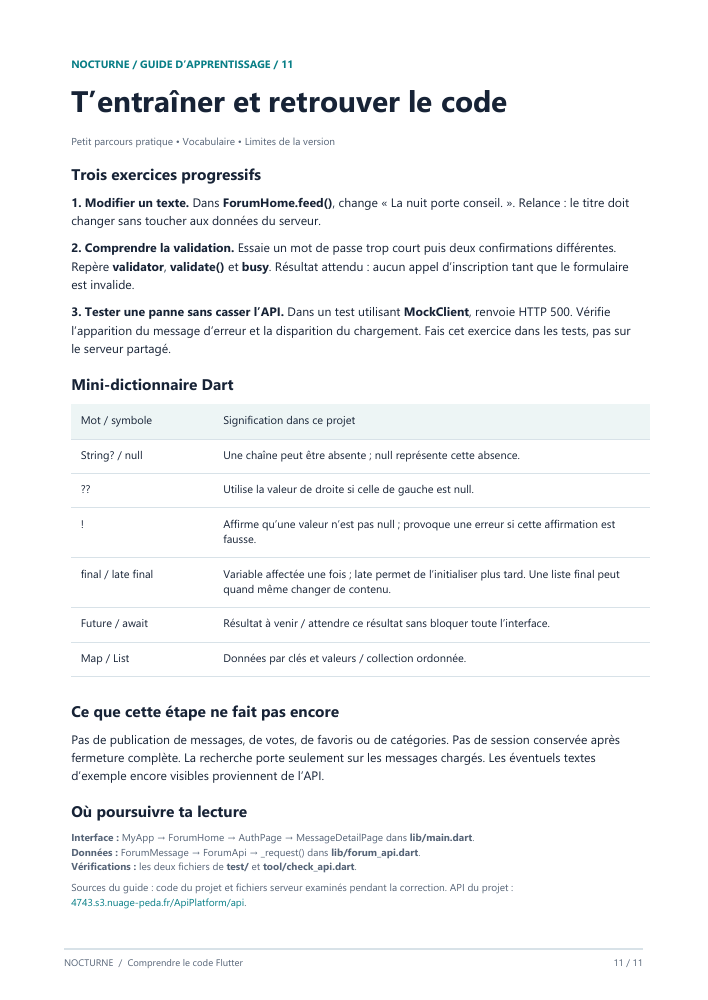 NOCTURNE / GUIDE D’APPRENTISSAGE / 11
T’entraîner et retrouver le code
Petit parcours pratique • Vocabulaire • Limites de la version
Trois exercices progressifs
1. Modifier un texte. Dans ForumHome.feed(), change « La nuit porte conseil. ». Relance : le titre doit
changer sans toucher aux données du serveur.
2. Comprendre la validation. Essaie un mot de passe trop court puis deux confirmations différentes.
Repère validator, validate() et busy. Résultat attendu : aucun appel d’inscription tant que le formulaire
est invalide.
3. Tester une panne sans casser l’API. Dans un test utilisant MockClient, renvoie HTTP 500. Vérifie
l’apparition du message d’erreur et la disparition du chargement. Fais cet exercice dans les tests, pas sur
le serveur partagé.
Mini-dictionnaire Dart
Mot / symbole Signification dans ce projet
String? / null Une chaîne peut être absente ; null représente cette absence.
?? Utilise la valeur de droite si celle de gauche est null.
! Affirme qu’une valeur n’est pas null ; provoque une erreur si cette affirmation est
fausse.
final / late final Variable affectée une fois ; late permet de l’initialiser plus tard. Une liste final peut
quand même changer de contenu.
Future / await Résultat à venir / attendre ce résultat sans bloquer toute l’interface.
Map / List Données par clés et valeurs / collection ordonnée.
Ce que cette étape ne fait pas encore
Pas de publication de messages, de votes, de favoris ou de catégories. Pas de session conservée après
fermeture complète. La recherche porte seulement sur les messages chargés. Les éventuels textes
d’exemple encore visibles proviennent de l’API.
Où poursuivre ta lecture
Interface : MyApp → ForumHome → AuthPage → MessageDetailPage dans lib/main.dart.
Données : ForumMessage → ForumApi → _request() dans lib/forum_api.dart.
Vérifications : les deux fichiers de test/ et tool/check_api.dart.
Sources du guide : code du projet et fichiers serveur examinés pendant la correction. API du projet :
4743.s3.nuage-peda.fr/ApiPlatform/api.
NOCTURNE / Comprendre le code Flutter 11 / 11